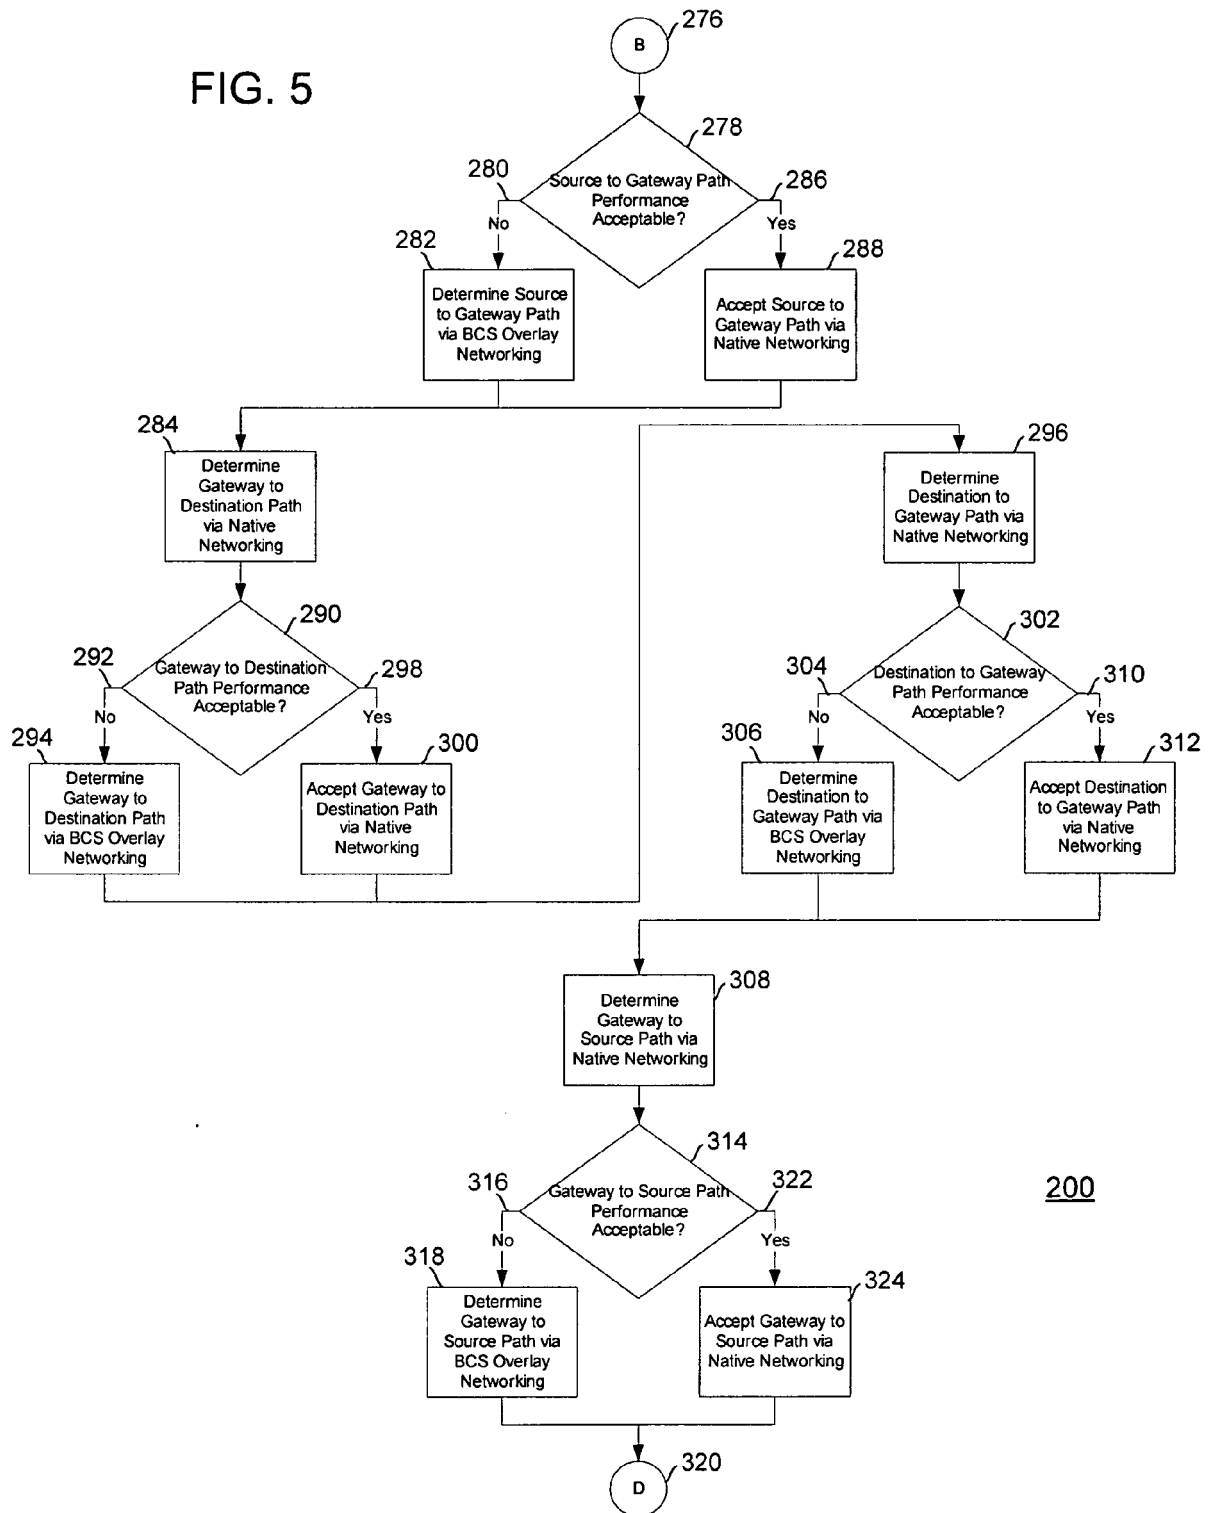 FIG. 5
276
B
278
280
Source to Gateway Path
Performance
Acceptable?
286
No
Yes
282
288
Determine Source
to Gateway Path
via BCS Overlay
Networking
Accept Source to
Gateway Path via
Native Networking
284
296
Determine
Gateway to
Destination Path
via Native
Networking
Determine
Destination to
Gateway Path via
Native Networking
290
302
292
Gateway to Destination
Path Performance
Acceptable?
298
304
Destination to Gateway
Path Performance
Acceptable?
310
No
Yes
No
Yes
294
300
306
312
Determine
Gateway to
Destination Path
via BCS Overlay
Networking
Accept Gateway to
Destination Path
via Native
Networking
Determine
Destination to
Gateway Path via
BCS Overlay
Networking
Accept Destination
to Gateway Path
via Native
Networking
308
Determine
Gateway to
Source Path via
Native Networking
314
316
Gateway to Source Path
Performance
Acceptable?
322
200
No
Yes
318
324
Determine
Gateway to
Source Path via
BCS Overlay
Networking
Accept Gateway to
Source Path via
Native Networking
320
D